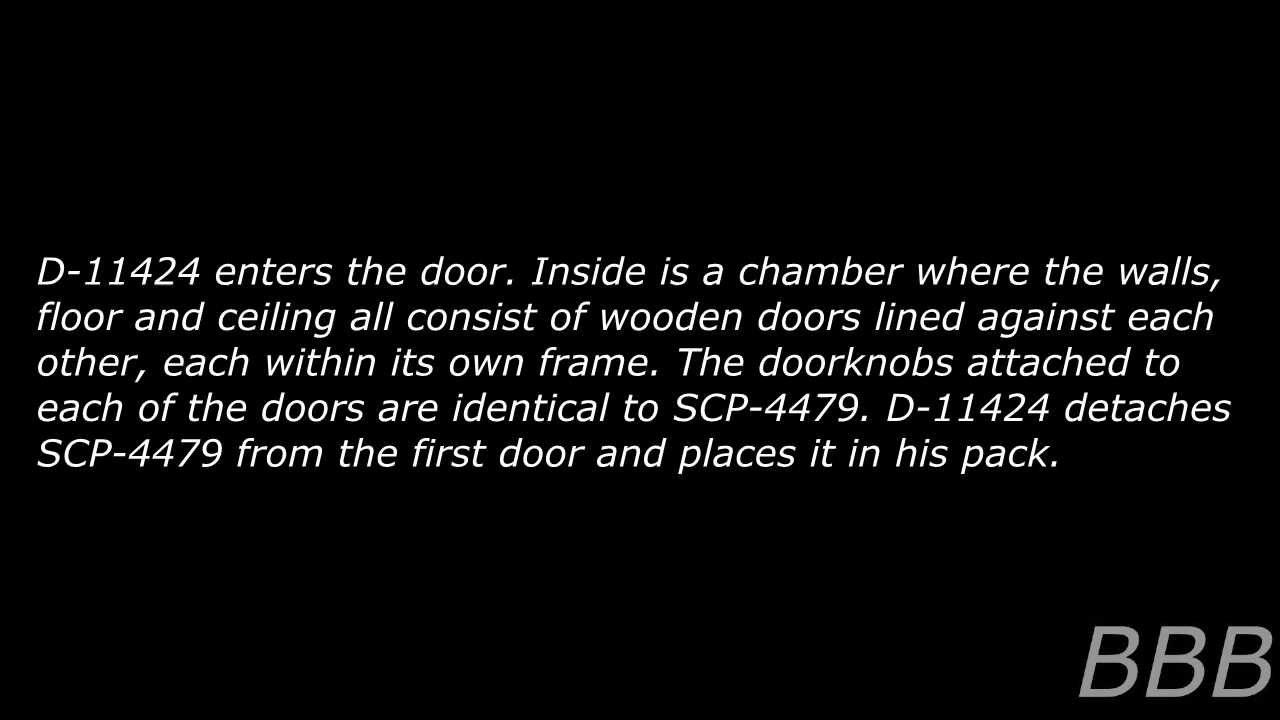 D-11424 enters the door. Inside is a chamber where the walls,
floor and ceiling all consist of wooden doors lined against each
other, each within its own frame. The doorknobs attached to
each of the doors are identical to SCP-4479. D-11424 detaches
SCP-4479 from the first door and places it in his pack.
BBB